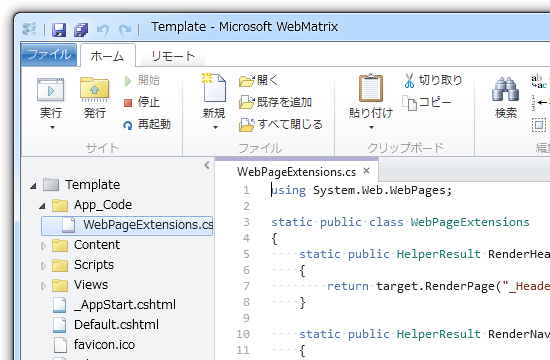 Template - Microsoft WebMatrix
ファイル ホーム リモート
実行 発行 開始 停止 再起動
サイト
新規 開く 既存を追加 すべて閉じる
ファイル
貼り付け 切り取り コピー
クリップボード
検索
ab
ac
編
WebPageExtensions.cs ×
Template
App_Code
WebPageExtensions.cs
Content
Scripts
Views
_AppStart.cshtml
Default.cshtml
favicon.ico
1 using System.Web.WebPages;
2
3 static public class WebPageExtensions
4 {
5 static public HelperResult RenderHea
6 {
7 return target.RenderPage("_Heade
8 }
9
10 static public HelperResult RenderNav
11 {